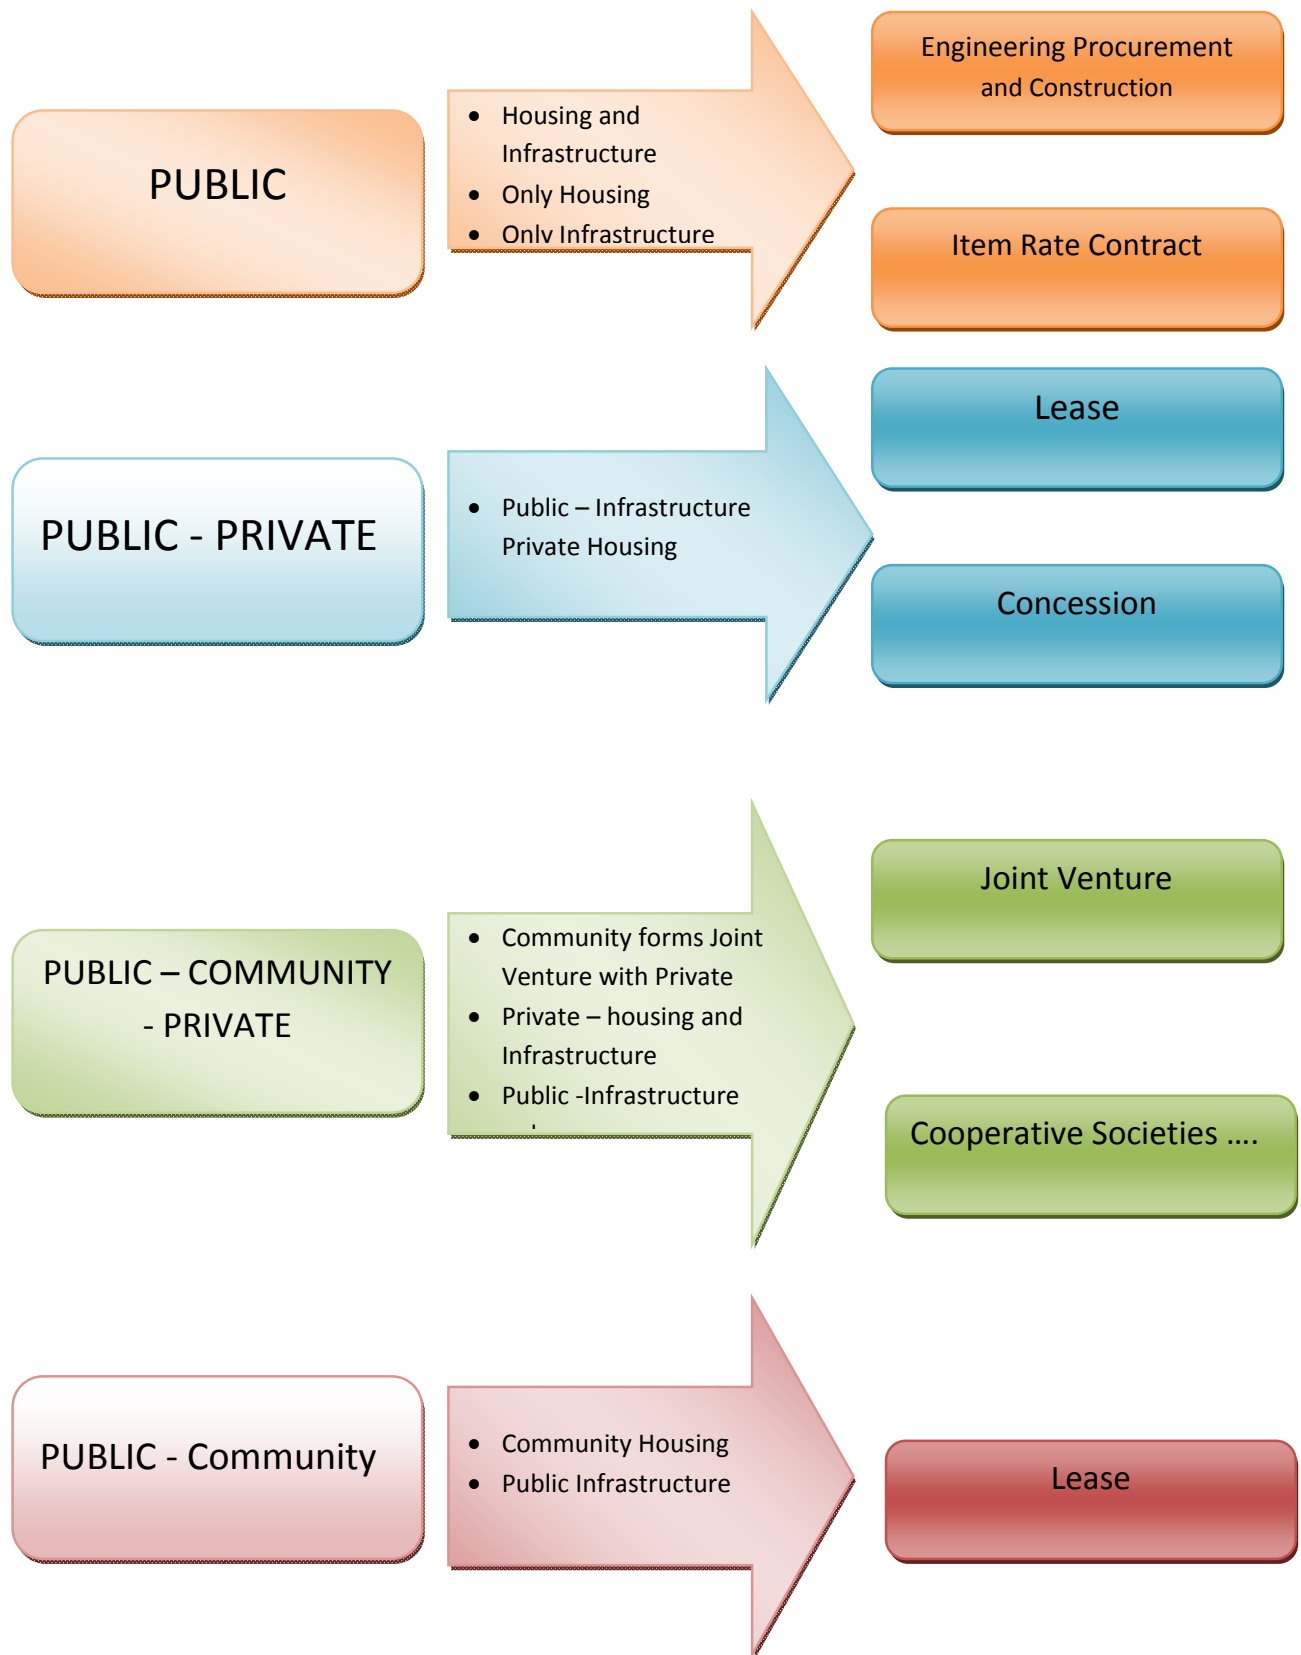 PUBLIC
• Housing and
Infrastructure
• Only Housing
• Only Infrastructure
Engineering Procurement
and Construction
Item Rate Contract
PUBLIC - PRIVATE
• Public – Infrastructure
Private Housing
Lease
Concession
PUBLIC – COMMUNITY
- PRIVATE
• Community forms Joint
Venture with Private
• Private – housing and
Infrastructure
• Public -Infrastructure
Joint Venture
Cooperative Societies ....
PUBLIC - Community
• Community Housing
• Public Infrastructure
Lease